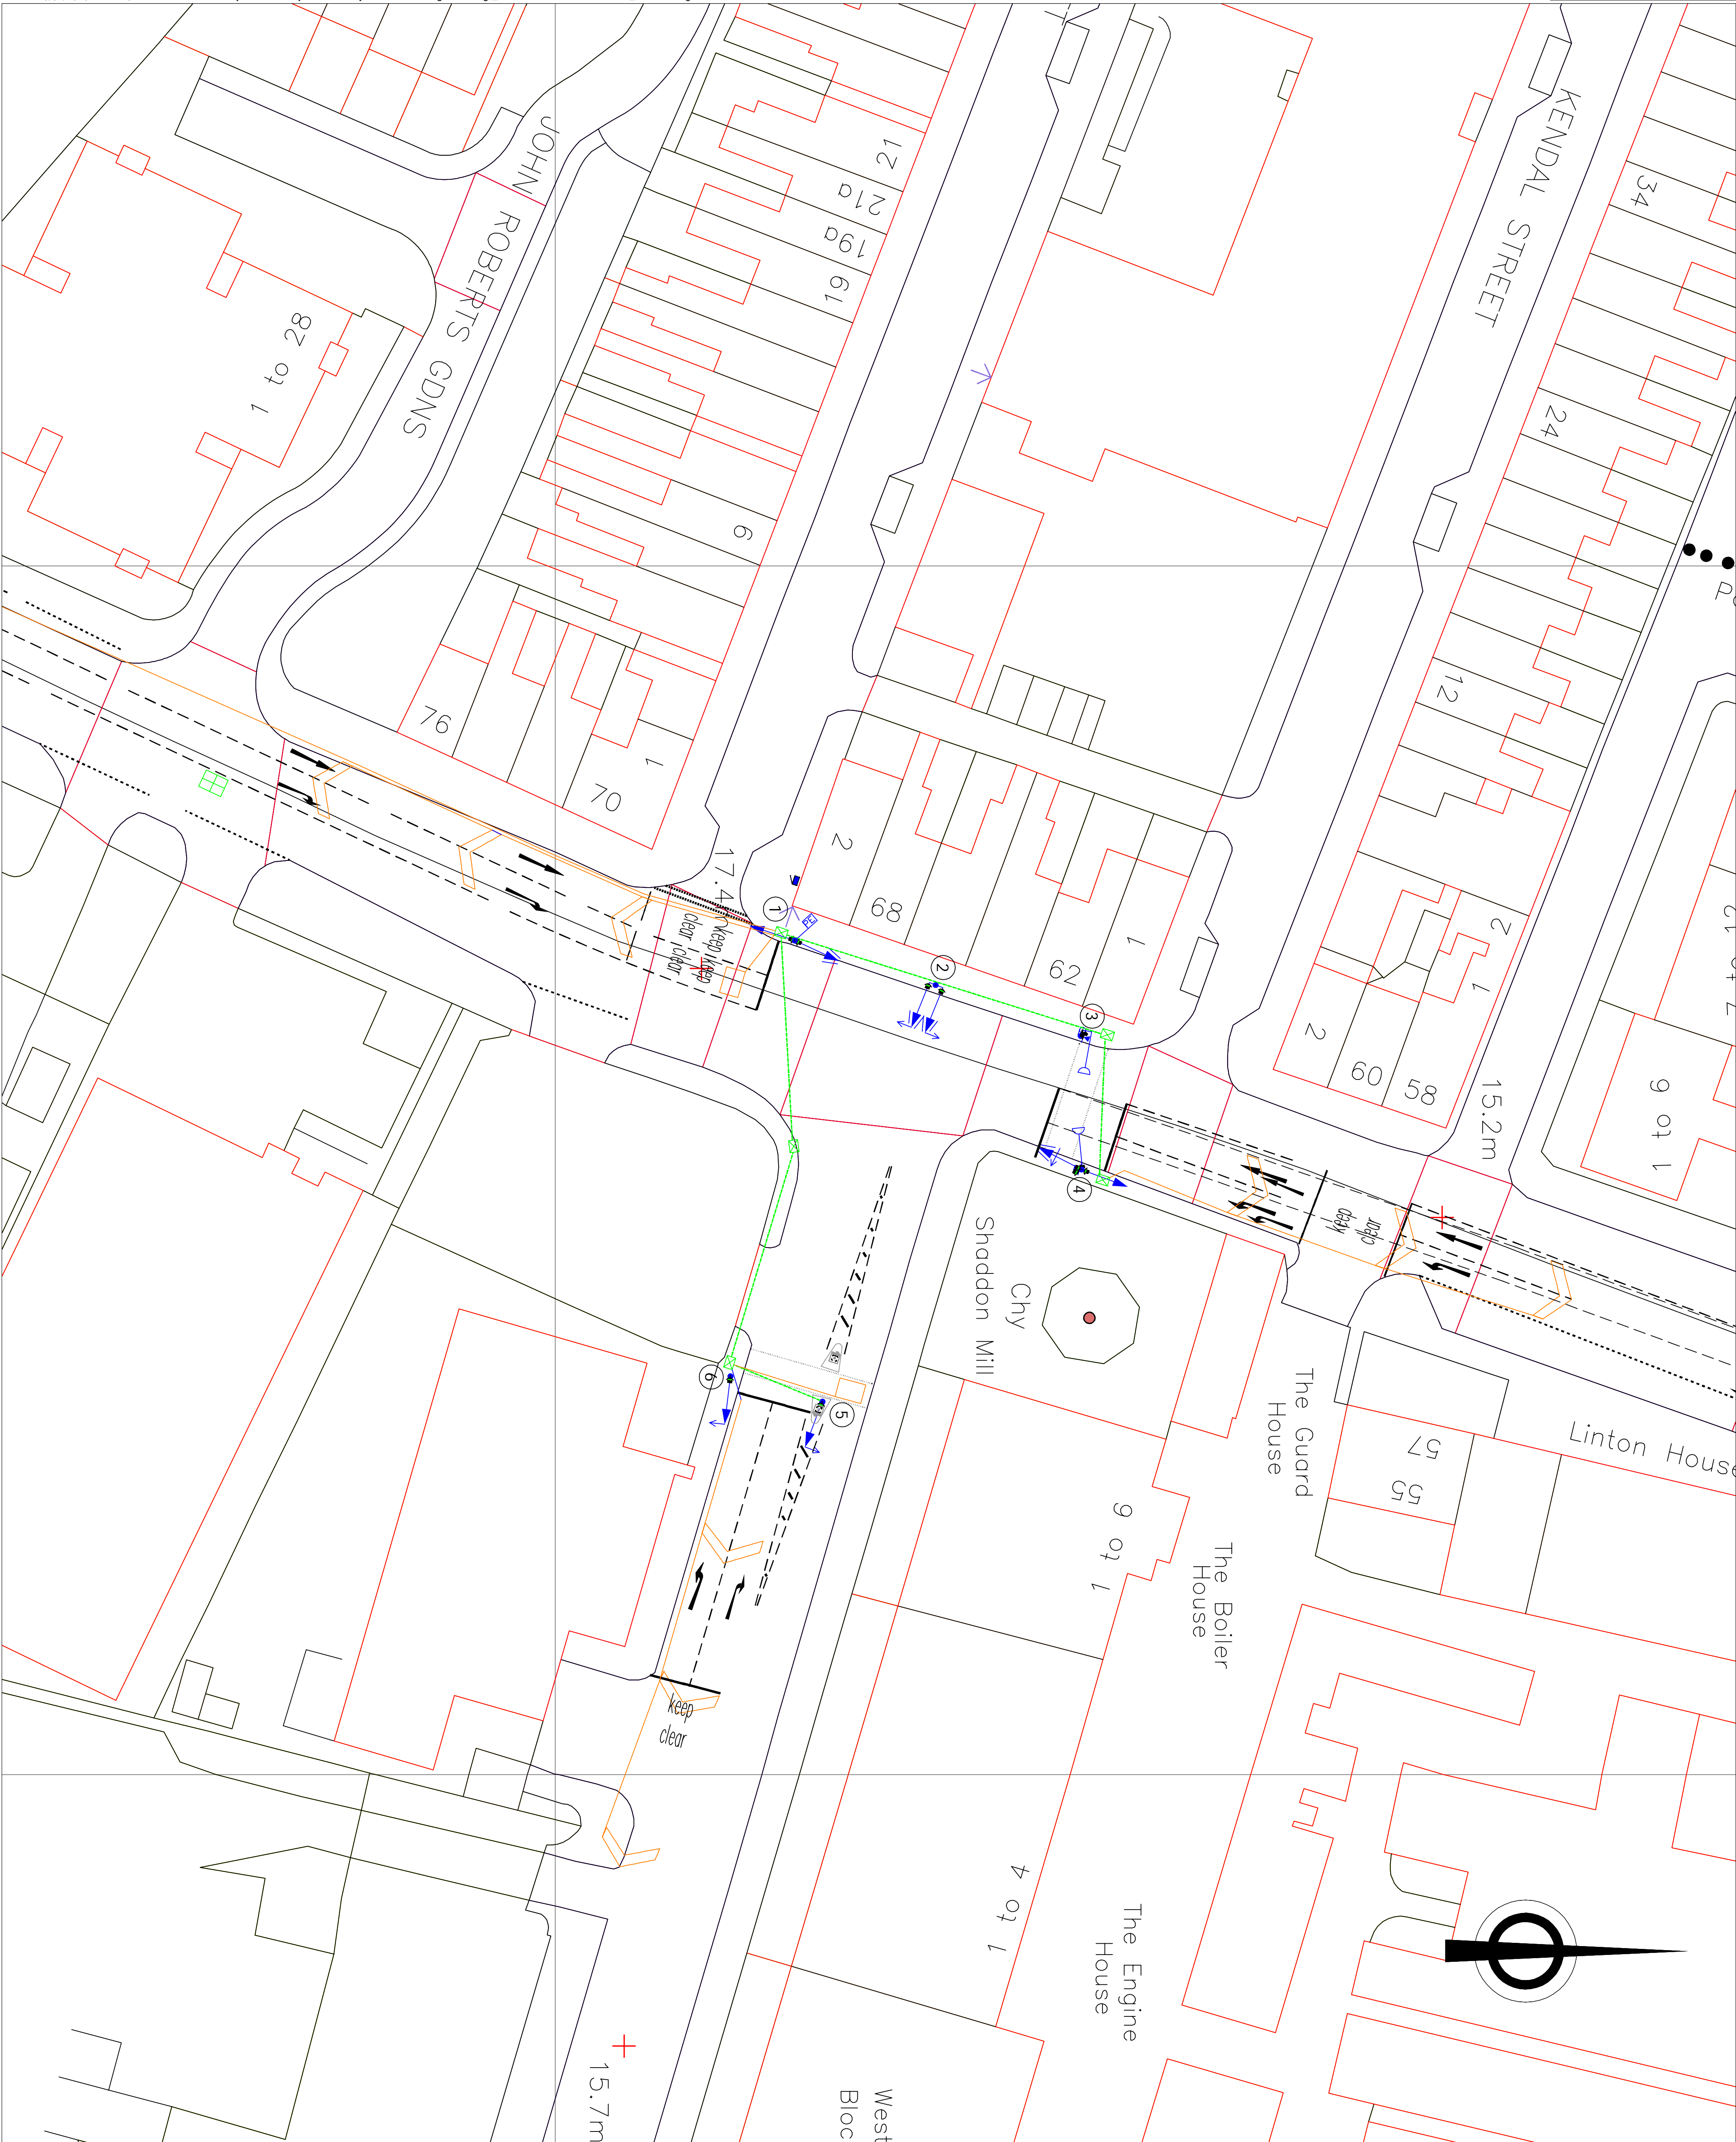 KENDAL STREET
JOHN ROBERTS GDNS
21
21a
19a
19
9
34
24
12
1 to 28
76
70
1
17.4
keep keep
clear clear
2
68
62
1
1
PE
2
3
4
2
1
2
60
58
15.2m
1 to 9
keep
clear
Chy
Shaddon Mill
The Guard
House
57
55
Linton House
5
6
1 to 9
The Boiler
House
keep
clear
1 to 4
The Engine
House
15.7m
West
Bloc